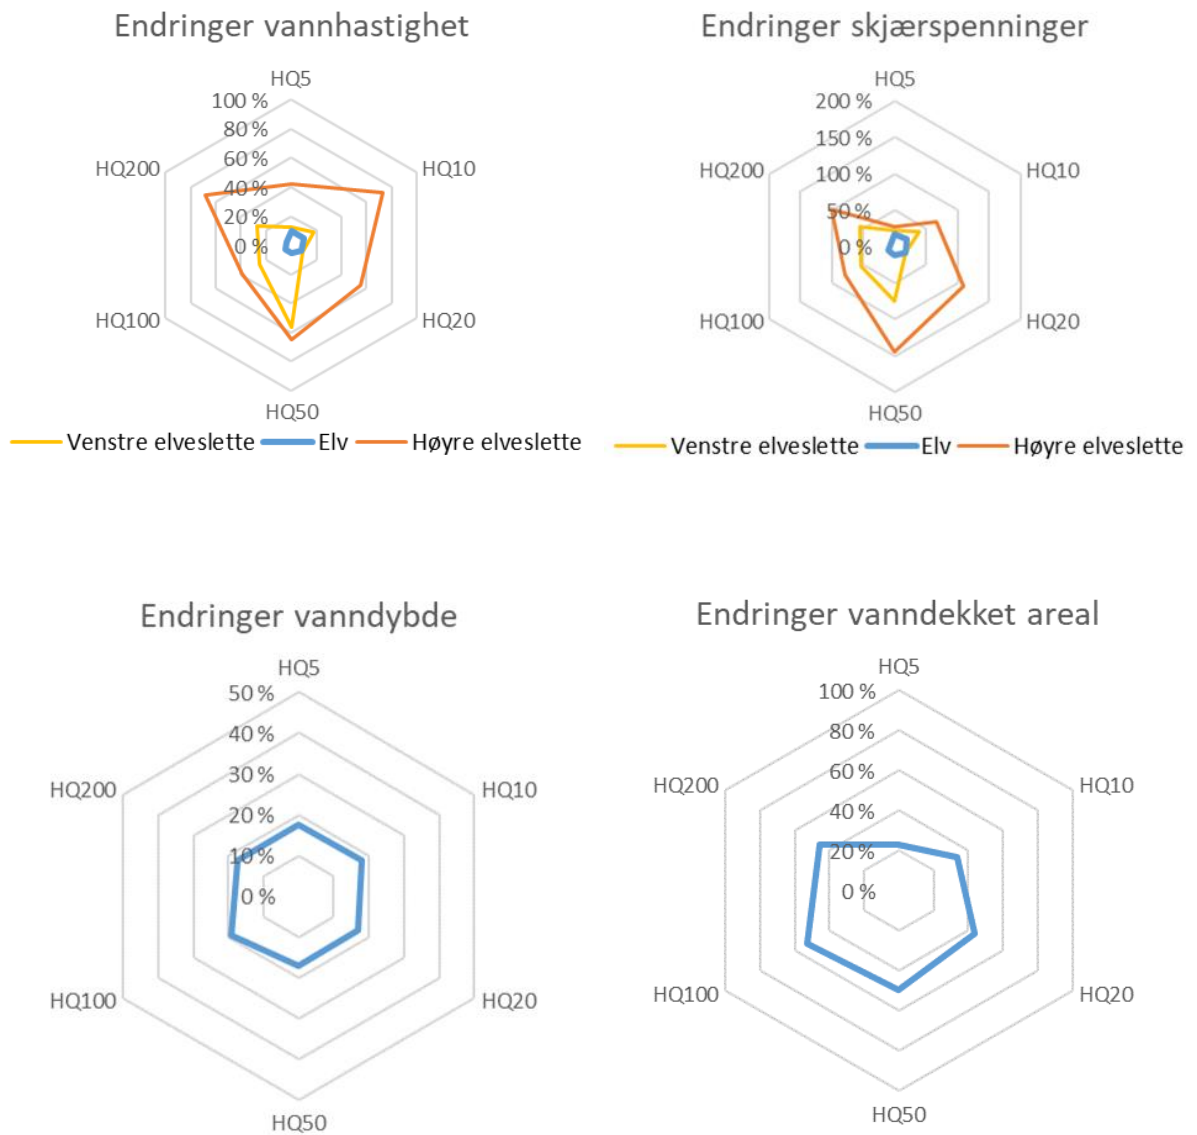 Endringer vannhastighet
HQ5
100 %
80 %
60 %
40 %
20 %
0 %
HQ200
HQ10
HQ100
HQ20
HQ50
Venstre elveslette Elv Høyre elveslette
Endringer skjærspenninger
HQ5
200 %
150 %
100 %
50 %
0 %
HQ200
HQ10
HQ100
HQ20
HQ50
Venstre elveslette Elv Høyre elveslette
Endringer vanndybde
HQ5
50 %
40 %
30 %
20 %
10 %
0 %
HQ200
HQ10
HQ100
HQ20
HQ50
Endringer vanndekket areal
HQ5
100 %
80 %
60 %
40 %
20 %
0 %
HQ200
HQ10
HQ100
HQ20
HQ50